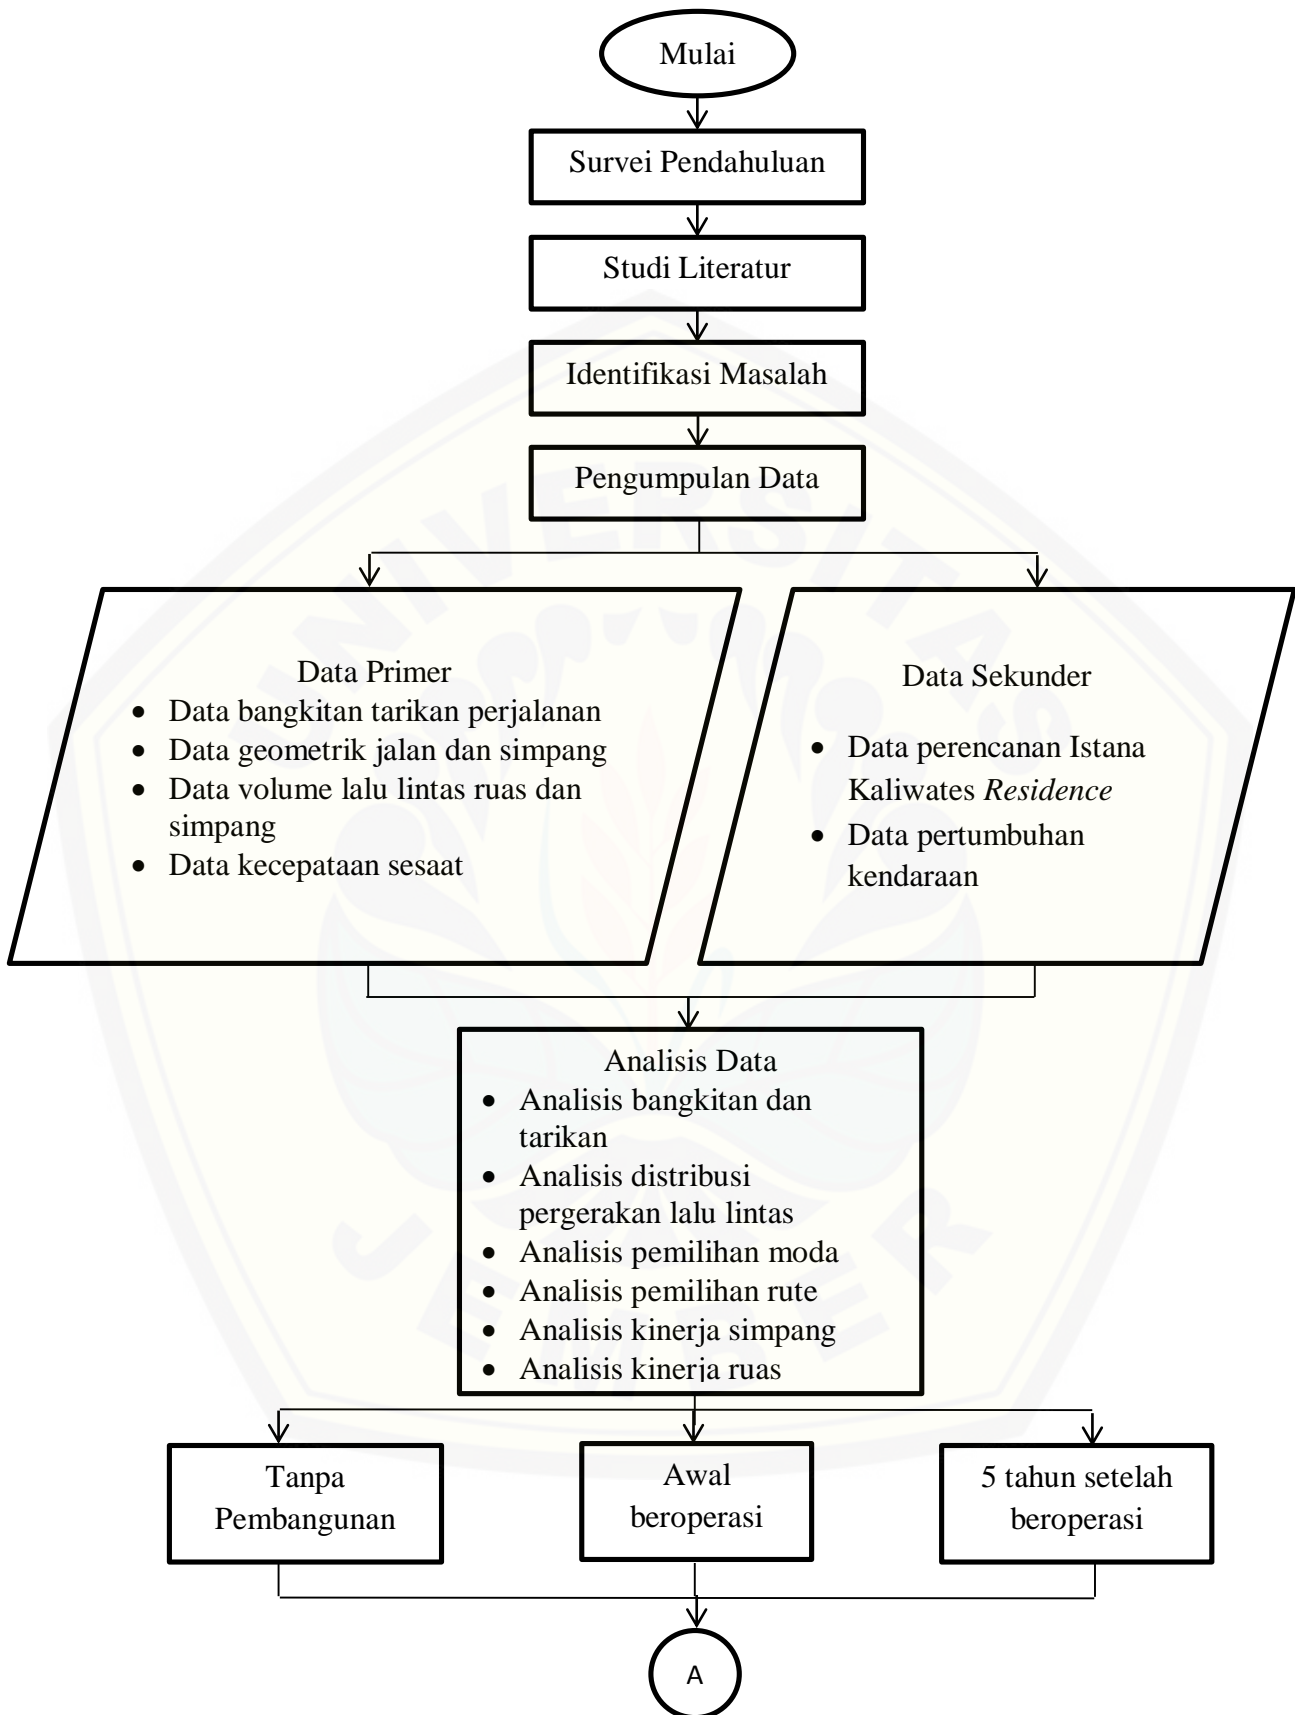 Mulai
Survei Pendahuluan
Studi Literatur
Identifikasi Masalah
Pengumpulan Data
Data Primer
• Data bangkitan tarikan perjalanan
• Data geometrik jalan dan simpang
• Data volume lalu lintas ruas dan
simpang
• Data kecepataan sesaat
Data Sekunder
• Data perencanan Istana
Kaliwates Residence
• Data pertumbuhan
kendaraan
Analisis Data
• Analisis bangkitan dan
tarikan
• Analisis distribusi
pergerakan lalu lintas
• Analisis pemilihan moda
• Analisis pemilihan rute
• Analisis kinerja simpang
• Analisis kinerja ruas
Tanpa
Pembangunan
Awal
beroperasi
5 tahun setelah
beroperasi
A
UNIVERSITAS
JEMBER